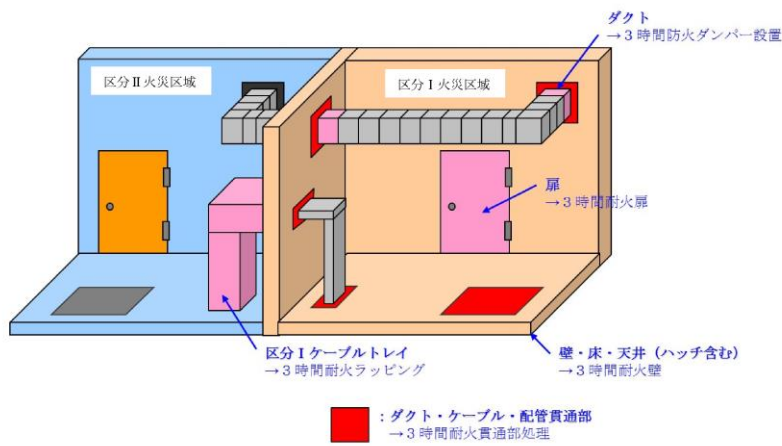 ダクト
→３時間防火ダンパー設置
区分Ⅱ火災区域
区分Ⅰ火災区域
扉
→３時間耐火扉
区分Ⅰケーブルトレイ
→３時間耐火ラッピング
壁・床・天井（ハッチ含む）
→３時間耐火壁
：ダクト・ケーブル・配管貫通部
→３時間耐火貫通部処理